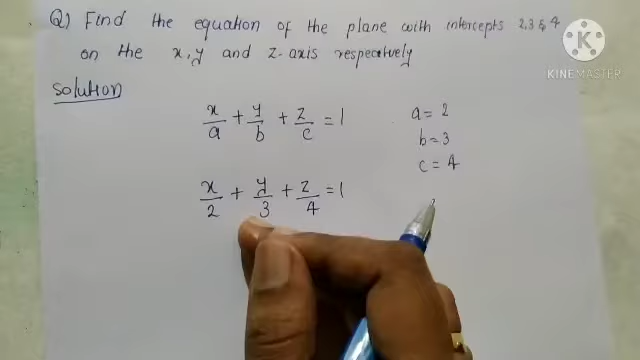 Q) Find the equation of the plane with intercepts 2,3 & 4
on the x,y and z-axis respectively
KINEMASTER
Solution
x/a + y/b + z/c = 1
a = 2
b = 3
c = 4
x/2 + y/3 + z/4 = 1